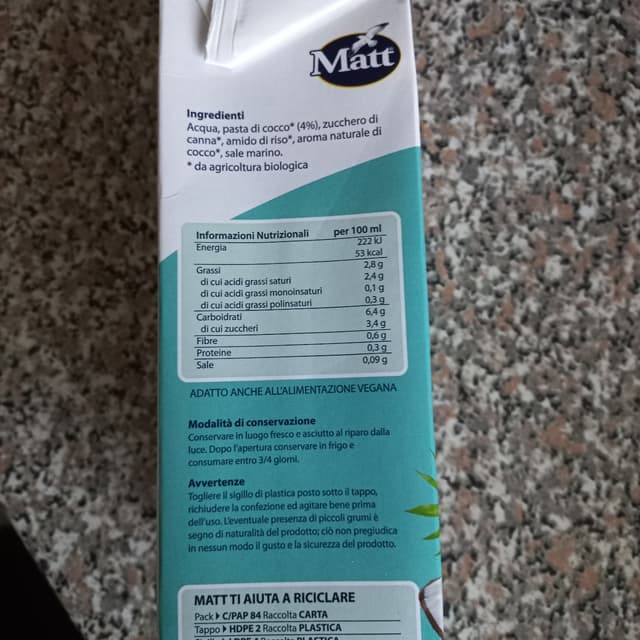 Matt
Ingredienti
Acqua, pasta di cocco* (4%), zucchero di
canna*, amido di riso*, aroma naturale di
cocco*, sale marino.
* da agricoltura biologica
Informazioni Nutrizionali per 100 ml
Energia 222 kJ
53 kcal
Grassi 2,8 g
di cui acidi grassi saturi 2,4 g
di cui acidi grassi monoinsaturi 0,1 g
di cui acidi grassi polinsaturi 0,3 g
Carboidrati 6,4 g
di cui zuccheri 3,4 g
Fibre 0,6 g
Proteine 0,3 g
Sale 0,09 g
ADATTO ANCHE ALL'ALIMENTAZIONE VEGANA
Modalità di conservazione
Conservare in luogo fresco e asciutto al riparo dalla
luce. Dopo l'apertura conservare in frigo e
consumare entro 3/4 giorni.
Avvertenze
Togliere il sigillo di plastica posto sotto il tappo,
richiudere la confezione ed agitare bene prima
dell'uso. L'eventuale presenza di piccoli grumi è
segno di naturalità del prodotto; ciò non pregiudica
in nessun modo il gusto e la sicurezza del prodotto.
MATT TI AIUTA A RICICLARE
Pack C/PAP 84 Raccolta CARTA
Tappo HDPE 2 Raccolta PLASTICA